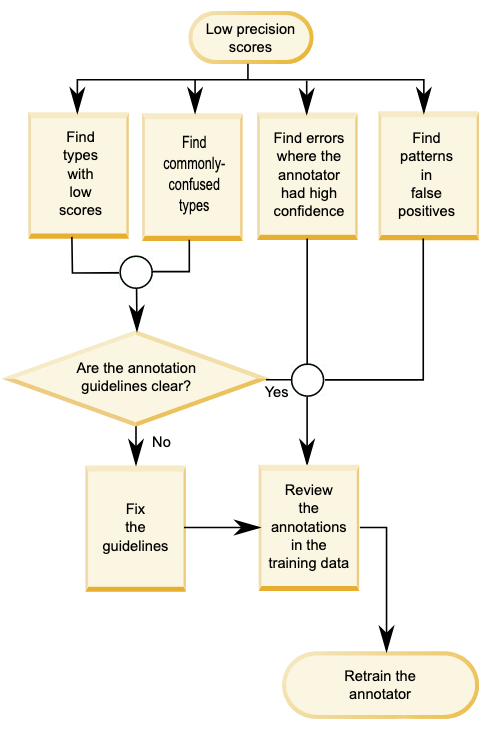 Low precision
scores
Find
types
with
low
scores
Find
commonly-
confused
types
Find errors
where the
annotator
had high
confidence
Find
patterns
in
false
positives
Are the annotation
guidelines clear?
Yes
No
Fix
the
guidelines
Review
the
annotations
in the
training data
Retrain the
annotator